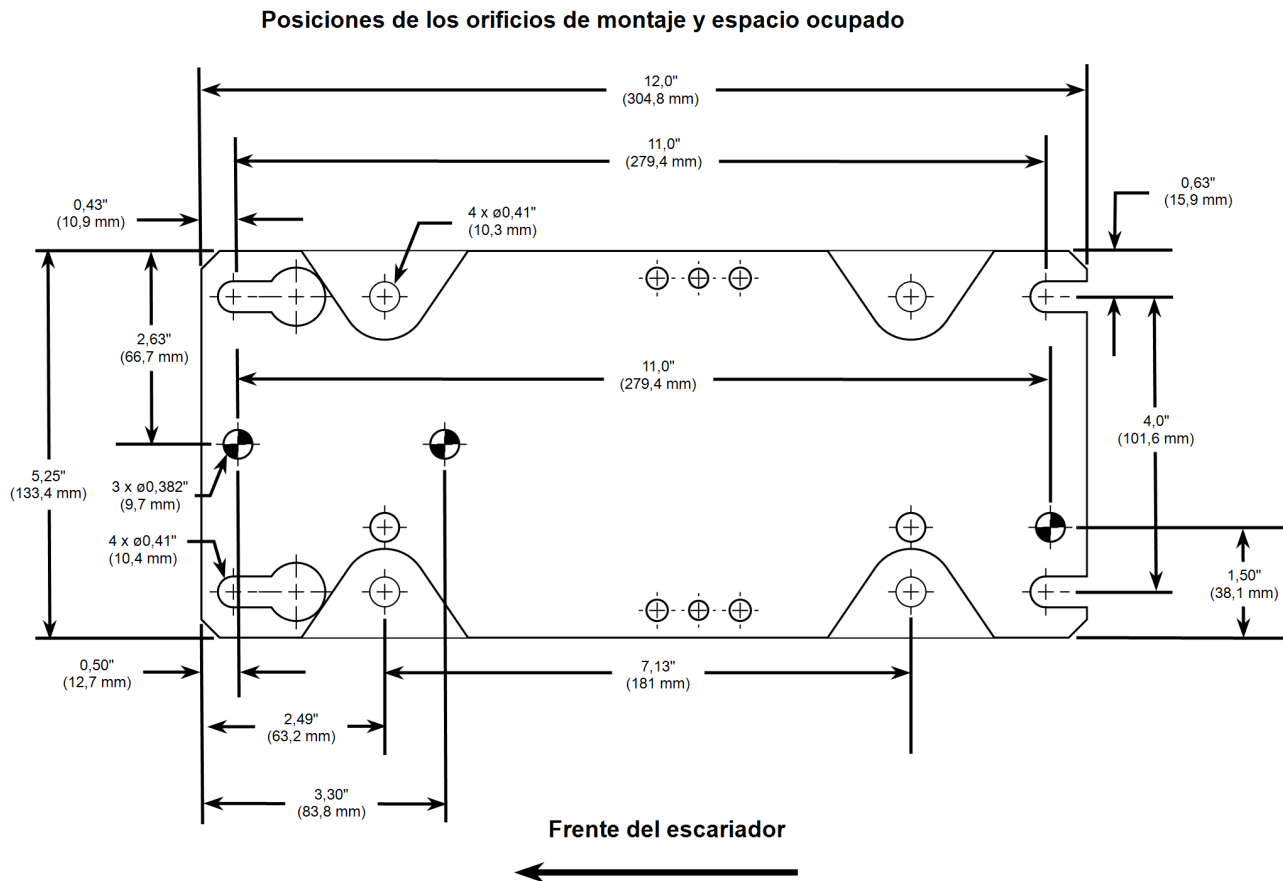 Posiciones de los orificios de montaje y espacio ocupado
12,0"
(304,8 mm)
11,0"
(279,4 mm)
0,43"
(10,9 mm)
4 x ø0,41"
(10,3 mm)
0,63"
(15,9 mm)
2,63"
(66,7 mm)
11,0"
(279,4 mm)
4,0"
(101,6 mm)
5,25"
(133,4 mm)
3 x ø0,382"
(9,7 mm)
4 x ø0,41"
(10,4 mm)
1,50"
(38,1 mm)
0,50"
(12,7 mm)
7,13"
(181 mm)
2,49"
(63,2 mm)
3,30"
(83,8 mm)
Frente del escariador